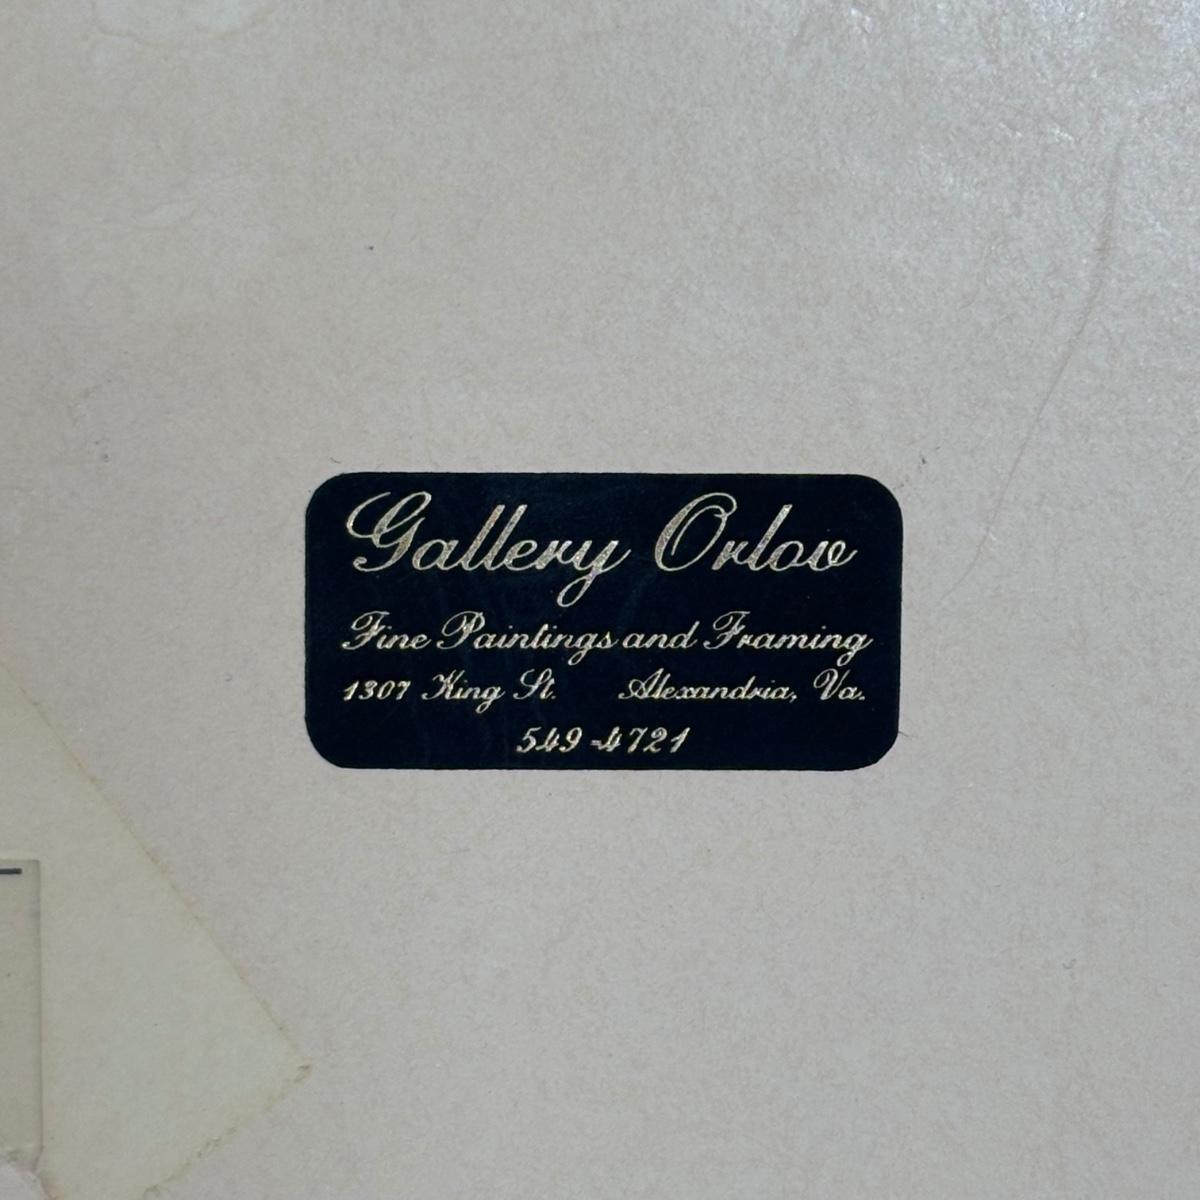 Gallery Orlov
Fine Paintings and Framing
1307 King St. Alexandria, Va.
549-4721